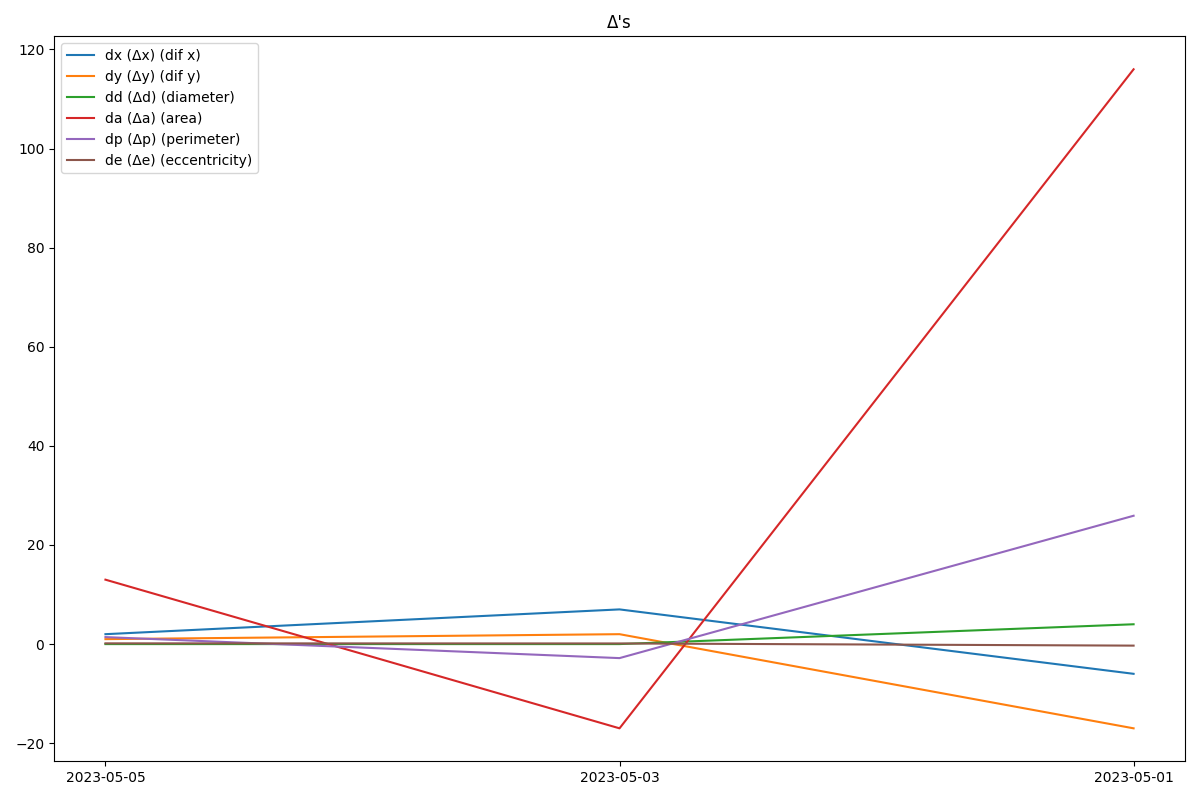 Δ's
dx (Δx) (dif x)
dy (Δy) (dif y)
dd (Δd) (diameter)
da (Δa) (area)
dp (Δp) (perimeter)
de (Δe) (eccentricity)
120
100
80
60
40
20
0
−20
2023-05-05
2023-05-03
2023-05-01